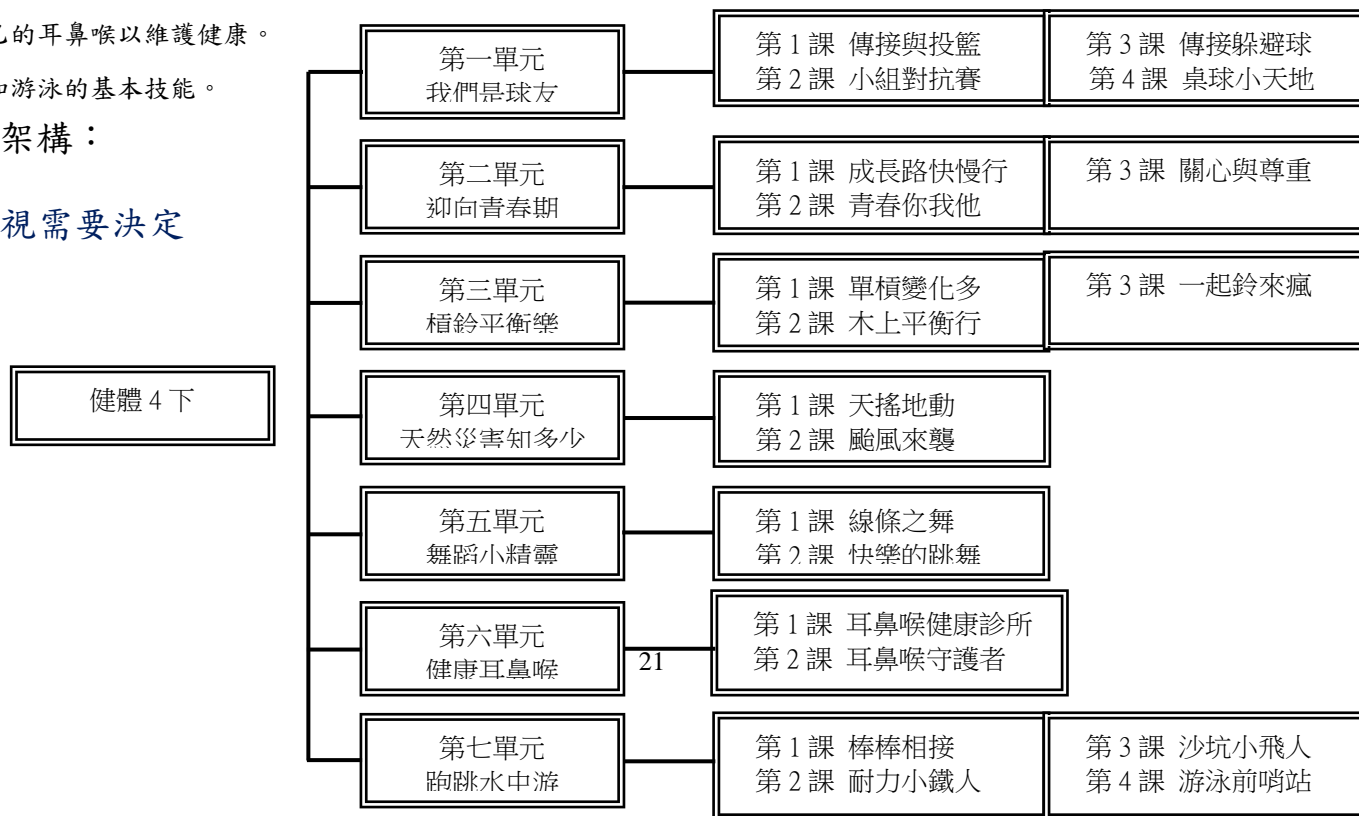 己的耳鼻喉以維護健康。
和游泳的基本技能。
架構：
視需要決定
健體 4 下
第一單元
我們是球友
第 1 課 傳接與投籃
第 2 課 小組對抗賽
第 3 課 傳接躲避球
第 4 課 桌球小天地
第二單元
迎向青春期
第 1 課 成長路快慢行
第 2 課 青春你我他
第 3 課 關心與尊重
第三單元
槓鈴平衡樂
第 1 課 單槓變化多
第 2 課 木上平衡行
第 3 課 一起鈴來瘋
第四單元
天然災害知多少
第 1 課 天搖地動
第 2 課 颱風來襲
第五單元
舞蹈小精靈
第 1 課 線條之舞
第 2 課 快樂的跳舞
第六單元
健康耳鼻喉
第 1 課 耳鼻喉健康診所
第 2 課 耳鼻喉守護者
21
第七單元
跑跳水中游
第 1 課 棒棒相接
第 2 課 耐力小鐵人
第 3 課 沙坑小飛人
第 4 課 游泳前哨站